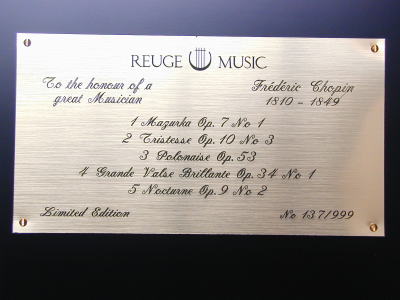 REUGE MUSIC
To the honour of a
great Musician
Frédéric Chopin
1810 - 1849
1 Mazurka Op. 7 No 1
2 Tristesse Op. 10 No 3
3 Polonaise Op. 53
4 Grande Valse Brillante Op. 34 No 1
5 Nocturne Op. 9 No 2
Limited Edition
No 137/999